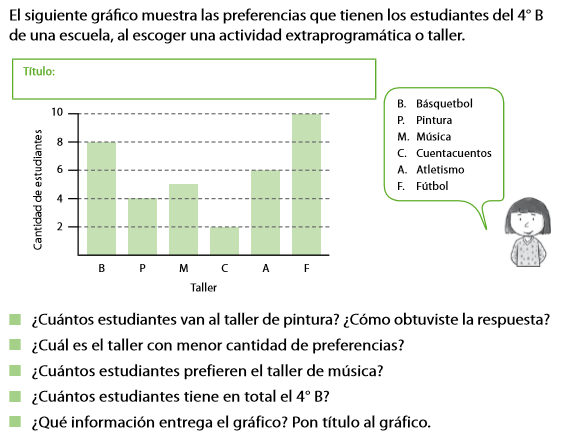 El siguiente gráfico muestra las preferencias que tienen los estudiantes del 4° B
de una escuela, al escoger una actividad extraprogramática o taller.
Título:
Cantidad de estudiantes
10
8
6
4
2
B P M C A F
Taller
B. Básquetbol
P. Pintura
M. Música
C. Cuentacuentos
A. Atletismo
F. Fútbol
¿Cuántos estudiantes van al taller de pintura? ¿Cómo obtuviste la respuesta?
¿Cuál es el taller con menor cantidad de preferencias?
¿Cuántos estudiantes prefieren el taller de música?
¿Cuántos estudiantes tiene en total el 4° B?
¿Qué información entrega el gráfico? Pon título al gráfico.